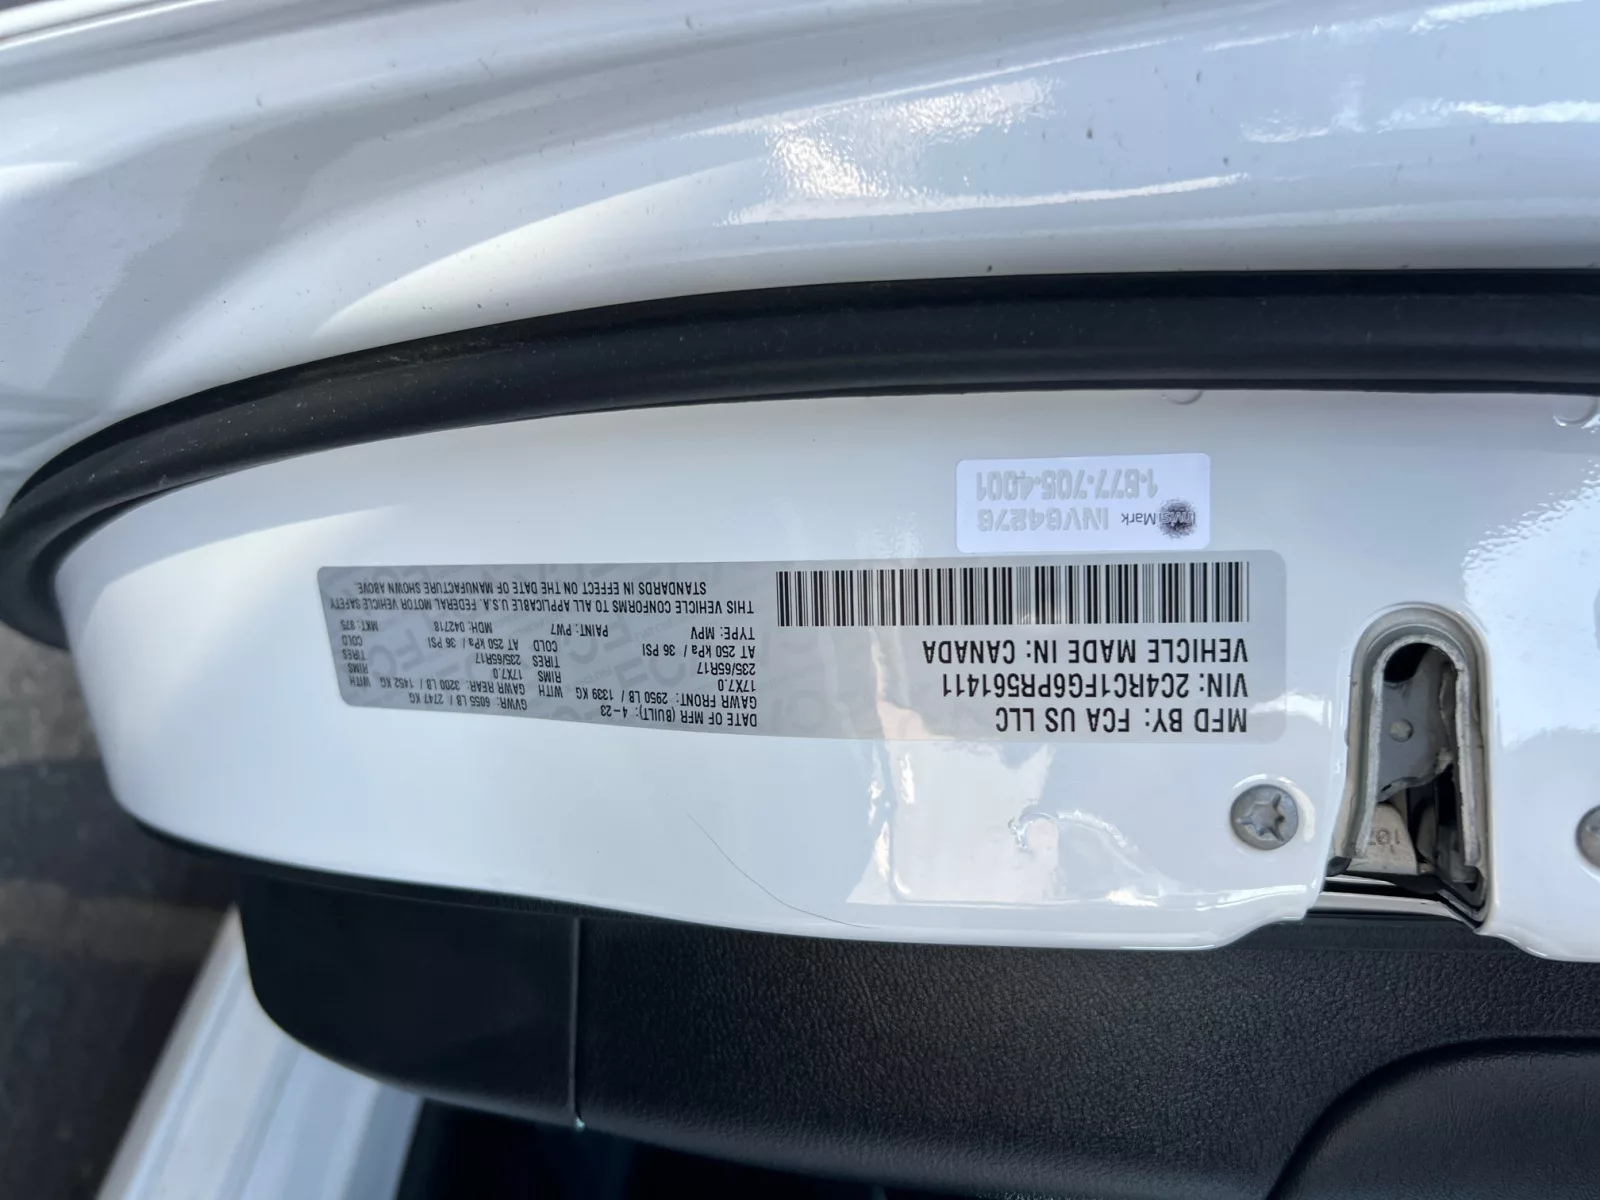 MFD BY: FCA US LLC
VIN: 2C4RC1FG6PR561411
VEHICLE MADE IN: CANADA
DATE OF MFR (BUILT): 4-23 GVWR: 6055 LB / 2747 KG
GAWR FRONT: 2950 LB / 1339 KG WITH GAWR REAR: 3200 LB / 1452 KG WITH
17X7.0 RIMS 17X7.0 RIMS
235/65R17 TIRES 235/65R17 TIRES
AT 250 kPa / 36 PSI COLD AT 250 kPa / 36 PSI COLD
TYPE: MPV PAINT: PW7 MDH: 042718 MKT: 875
THIS VEHICLE CONFORMS TO ALL APPLICABLE U.S.A. FEDERAL MOTOR VEHICLE SAFETY
STANDARDS IN EFFECT ON THE DATE OF MANUFACTURE SHOWN ABOVE.
Mark
1-877-705-4001